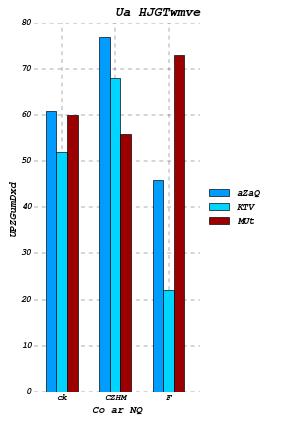 Ua HJGTwmve
80
70
60
50
40
30
20
10
0
UPZGumDxd
ck
CZHM
F
Co ar NQ
aZaQ
KTV
MUt